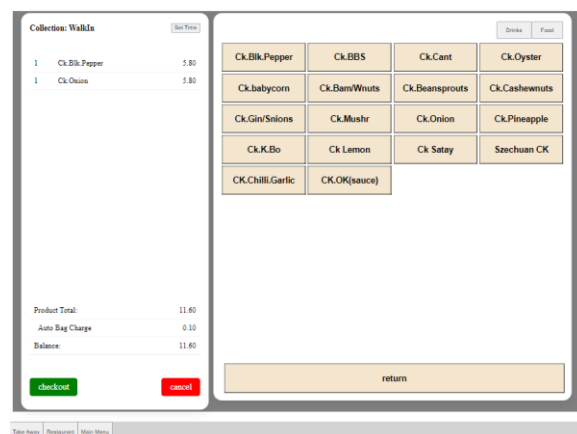 Collection: WalkIn
Set Time
1 Ck.Blk.Pepper 5.80
1 Ck.Onion 5.80
Product Total: 11.60
Auto Bag Charge 0.10
Balance: 11.60
checkout cancel
Drinks Food
Ck.Blk.Pepper Ck.BBS Ck.Cant Ck.Oyster
Ck.babycorn Ck.Bam/Wnuts Ck.Beansprouts Ck.Cashewnuts
Ck.Gin/Snions Ck.Mushr Ck.Onion Ck.Pineapple
Ck.K.Bo Ck Lemon Ck Satay Szechuan CK
CK.Chilli.Garlic CK.OK(sauce)
return
Take Away Restaurant Main Menu